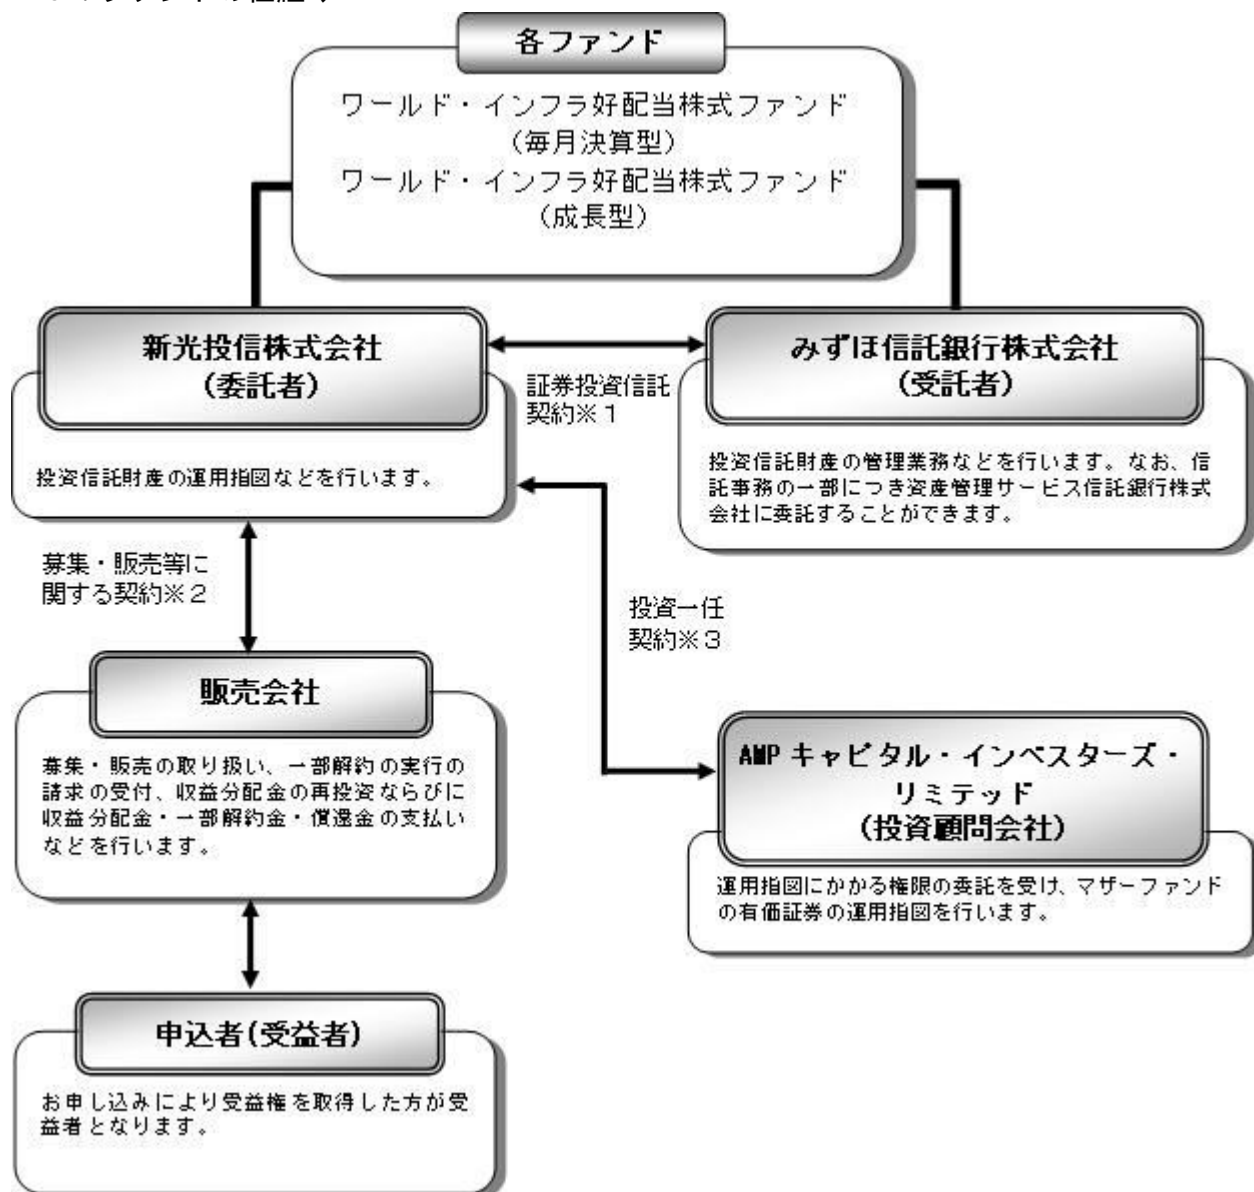 各ファンド
ワールド・インフラ好配当株式ファンド
(毎月決算型)
ワールド・インフラ好配当株式ファンド
(成長型)
新光投信株式会社
(委託者)
投資信託財産の運用指図などを行います。
証券投資信託
契約※1
みずほ信託銀行株式会社
(受託者)
投資信託財産の管理業務などを行います。なお、信
託事務の一部につき資産管理サービス信託銀行株式
会社に委託することができます。
募集・販売等に
関する契約※2
投資一任
契約※3
販売会社
募集・販売の取り扱い、一部解約の実行の
請求の受付、収益分配金の再投資ならびに
収益分配金・一部解約金・償還金の支払い
などを行います。
AMP キャピタル・インベスターズ・
リミテッド
(投資顧問会社)
運用指図にかかる権限の委託を受け、マザーファンド
の有価証券の運用指図を行います。
申込者(受益者)
お申し込みにより受益権を取得した方が受
益者となります。